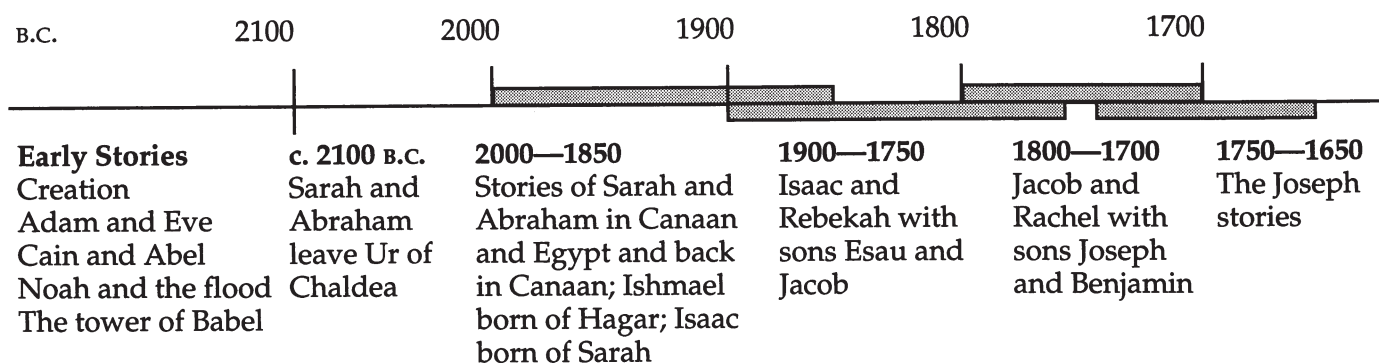 B.C. 2100 2000 1900 1800 1700
Early Stories
Creation
Adam and Eve
Cain and Abel
Noah and the flood
The tower of Babel
c. 2100 B.C.
Sarah and
Abraham
leave Ur of
Chaldea
2000—1850
Stories of Sarah and
Abraham in Canaan
and Egypt and back
in Canaan; Ishmael
born of Hagar; Isaac
born of Sarah
1900—1750
Isaac and
Rebekah with
sons Esau and
Jacob
1800—1700
Jacob and
Rachel with
sons Joseph
and Benjamin
1750—1650
The Joseph
stories